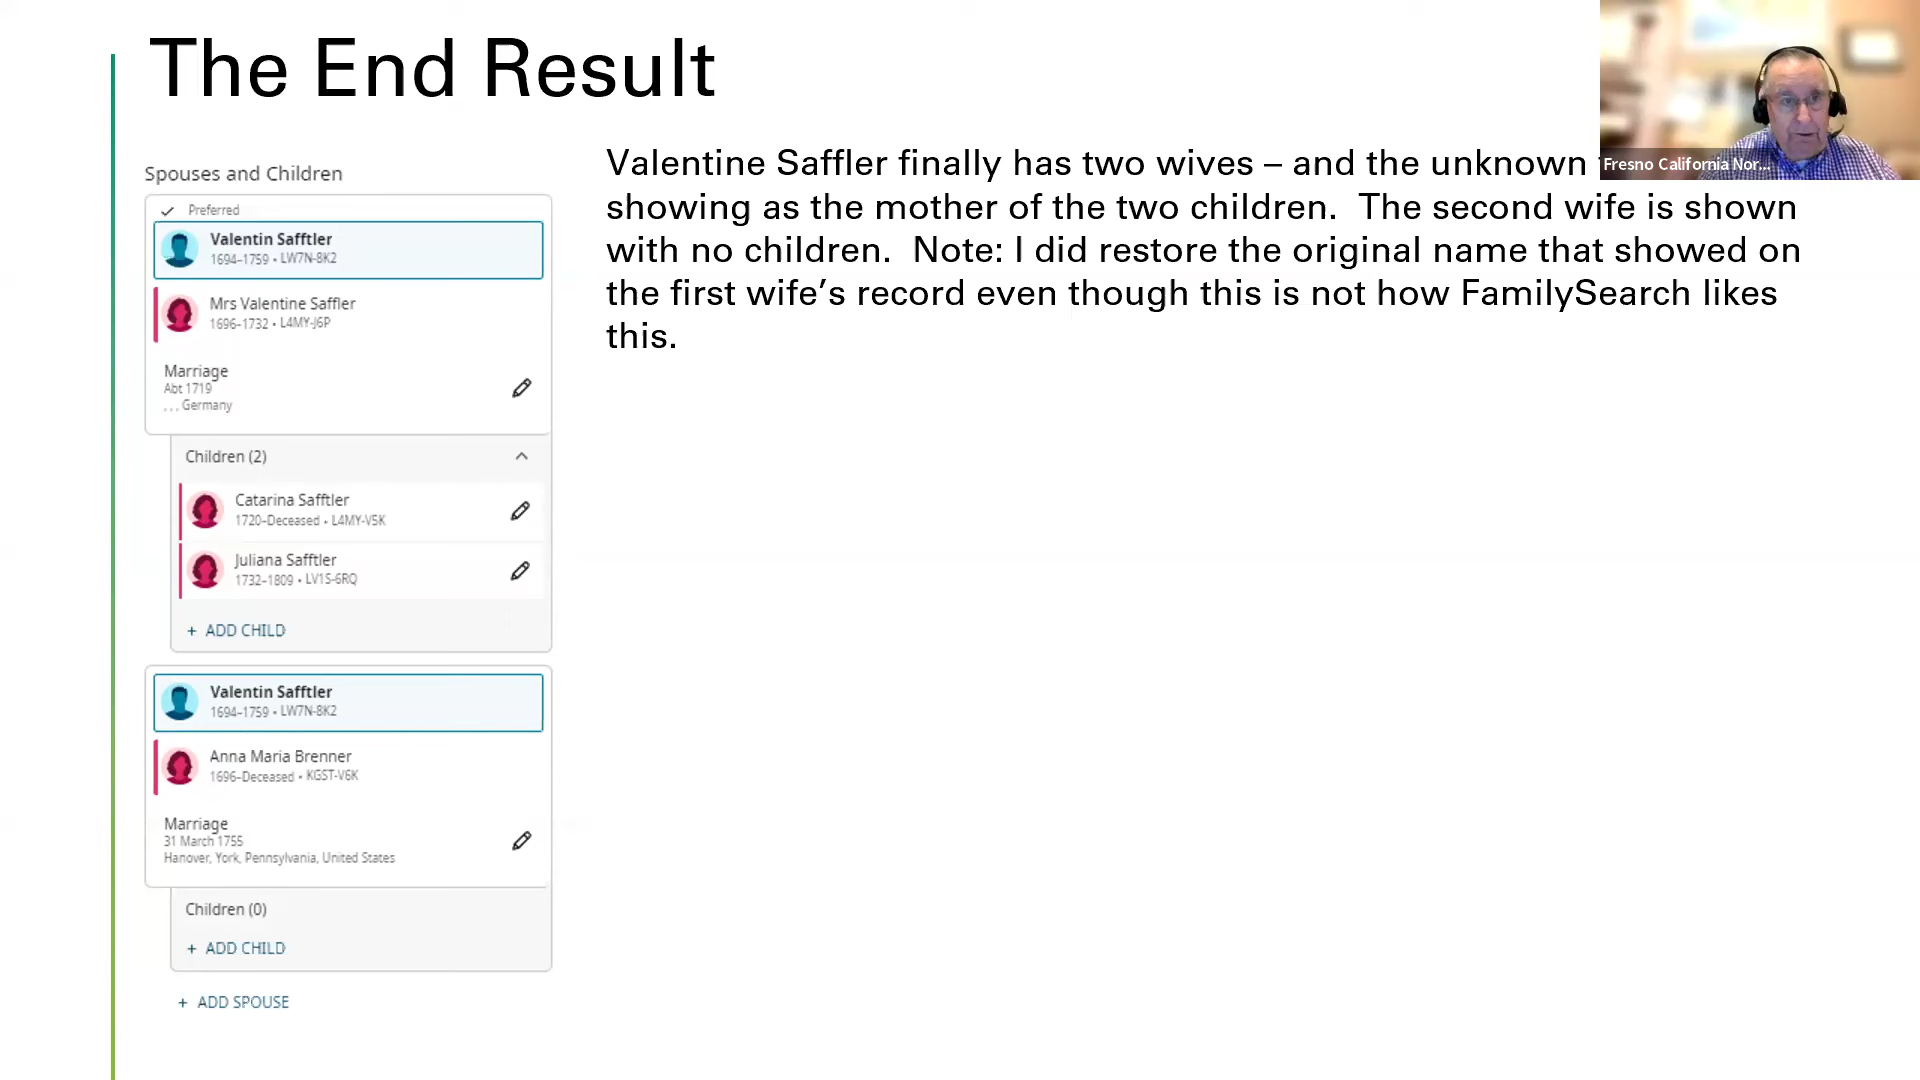 The End Result
Fresno California Nor...
Valentine Saffler finally has two wives – and the unknown
showing as the mother of the two children. The second wife is shown
with no children. Note: I did restore the original name that showed on
the first wife’s record even though this is not how FamilySearch likes
this.
Spouses and Children
Preferred
Valentin Safftler
1694–1759 • LW7N-8K2
Mrs Valentine Saffler
1696–1732 • L4MY-J6P
Marriage
Abt 1719
, , , Germany
Children (2)
Catarina Safftler
1720–Deceased • L4MY-V5K
Juliana Safftler
1732–1809 • LV1S-6RQ
+ ADD CHILD
Valentin Safftler
1694–1759 • LW7N-8K2
Anna Maria Brenner
1696–Deceased • KGST-V6K
Marriage
31 March 1755
Hanover, York, Pennsylvania, United States
Children (0)
+ ADD CHILD
+ ADD SPOUSE